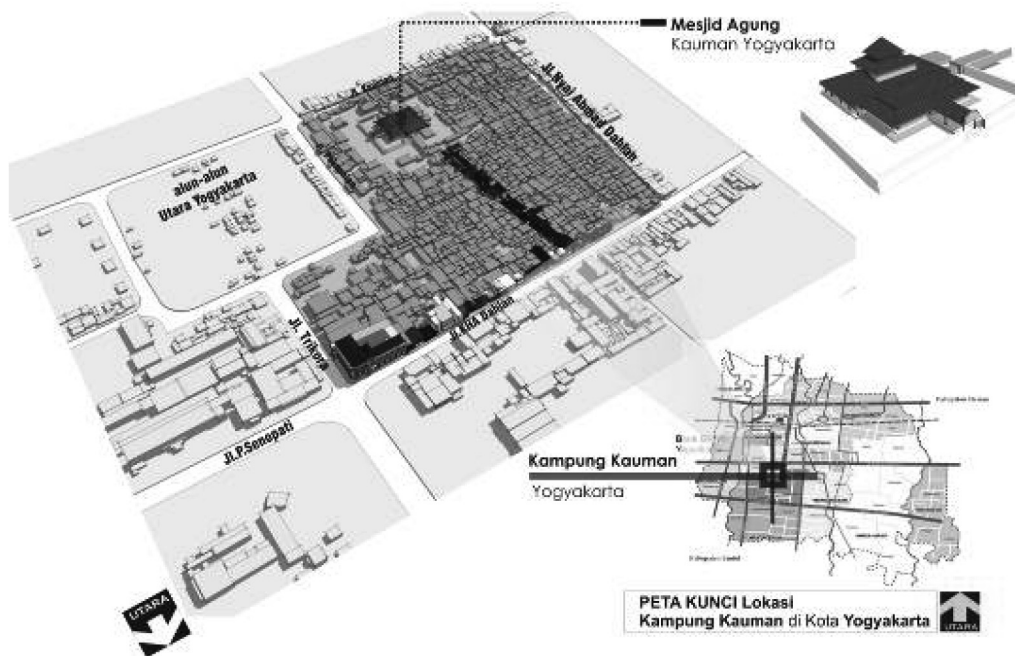 Mesjid Agung
Kauman Yogyakarta
Jl. Nyai Ahmad Dahlan
alun-alun
Utara Yogyakarta
Jl. Trikora
Jl.KHA Dahlan
Jl.P.Senopati
UTARA
Kampung Kauman
Yogyakarta
PETA KUNCI Lokasi
Kampung Kauman di Kota Yogyakarta
UTARA